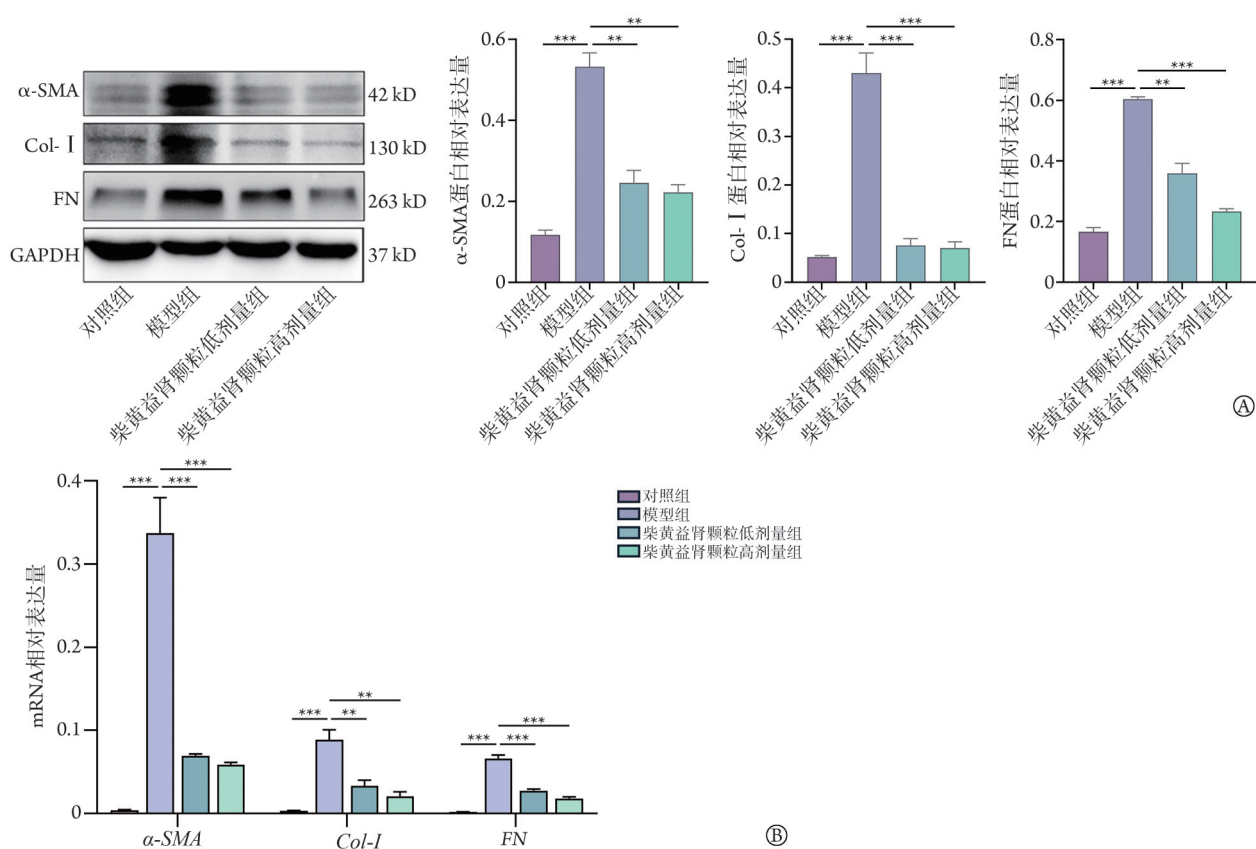 α-SMA
42 kD
Col-Ⅰ
130 kD
FN
263 kD
GAPDH
37 kD
对照组
模型组
柴黄益肾颗粒低剂量组
柴黄益肾颗粒高剂量组
α-SMA蛋白相对表达量
0.6
0.4
0.2
0
**
*** **
对照组
模型组
柴黄益肾颗粒低剂量组
柴黄益肾颗粒高剂量组
Col-Ⅰ蛋白相对表达量
0.5
0.4
0.3
0.2
0.1
0
***
*** ***
对照组
模型组
柴黄益肾颗粒低剂量组
柴黄益肾颗粒高剂量组
FN蛋白相对表达量
0.8
0.6
0.4
0.2
0
***
*** **
对照组
模型组
柴黄益肾颗粒低剂量组
柴黄益肾颗粒高剂量组
Ⓐ
mRNA相对表达量
0.4
0.3
0.2
0.1
0
***
*** ***
**
*** **
***
*** ***
α-SMA
Col-I
FN
对照组
模型组
柴黄益肾颗粒低剂量组
柴黄益肾颗粒高剂量组
Ⓑ